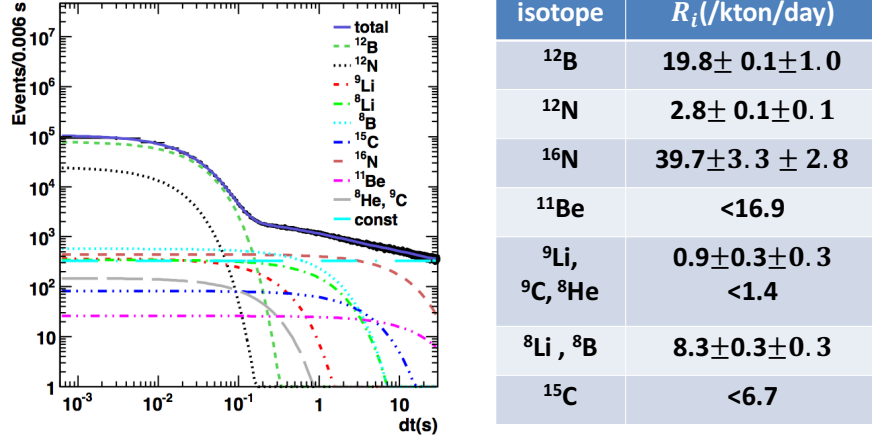 Events/0.006 s
10⁷
10⁶
10⁵
10⁴
10³
10²
10
1
total
¹²B
¹²N
⁹Li
⁸Li
⁸B
¹⁵C
¹⁶N
¹¹Be
⁸He, ⁹C
const
10⁻³ 10⁻² 10⁻¹ 1 10
dt(s)
isotope Rᵢ(/kton/day)
¹²B 19.8± 0.1±1.0
¹²N 2.8± 0.1±0.1
¹⁶N 39.7±3.3 ± 2.8
¹¹Be <16.9
⁹Li, 0.9±0.3±0.3
⁹C, ⁸He <1.4
⁸Li , ⁸B 8.3±0.3±0.3
¹⁵C <6.7